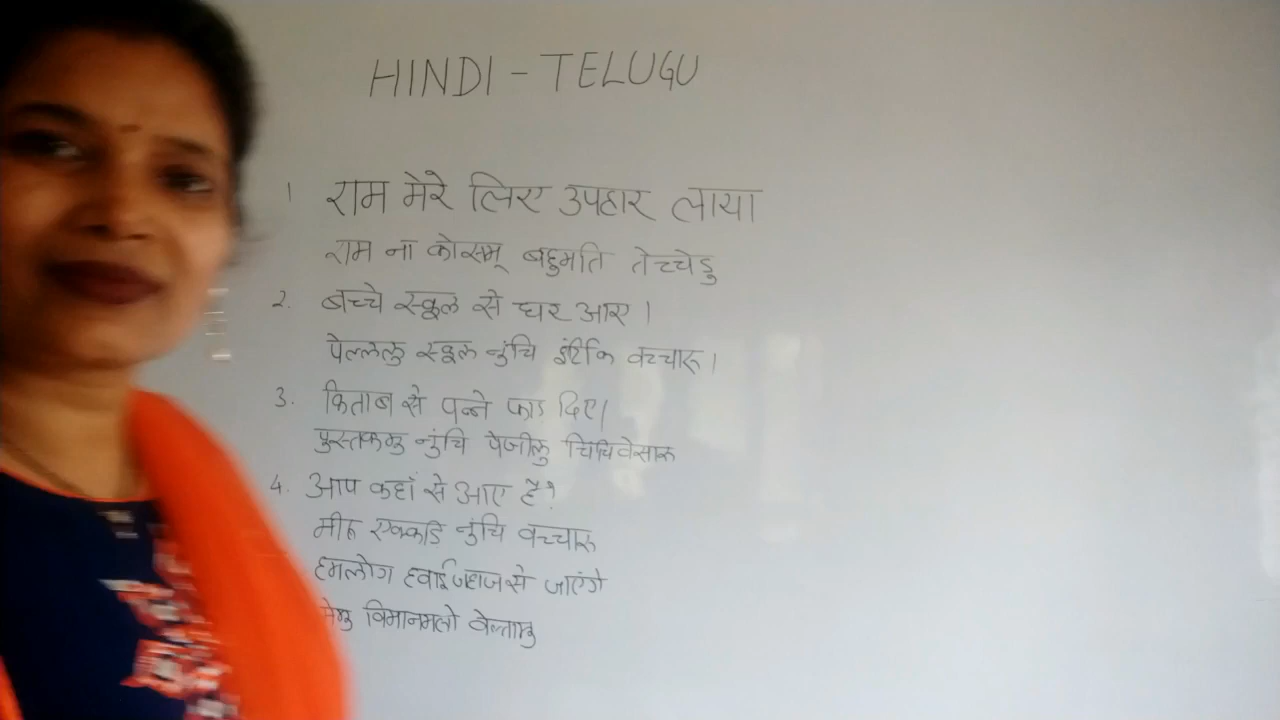 HINDI - TELUGU
1 राम मेरे लिए उपहार लाया
राम ना कोसम् बहुमति तेच्चेडु
2. बच्चे स्कूल से घर आए।
पेल्ललु स्कूल नुंचि इंटिकि वच्चारू।
3. किताब से पन्ने फाड दिए।
पुस्तकमु नुंचि पेजीलु चिंचिवेसारू
4. आप कहाँ से आए है?
मीरू एक्कडि नुंचि वच्चारू
हमलोग हवाईजहाज से जाएंगे
मेमु विमानमलो वेल्तामु